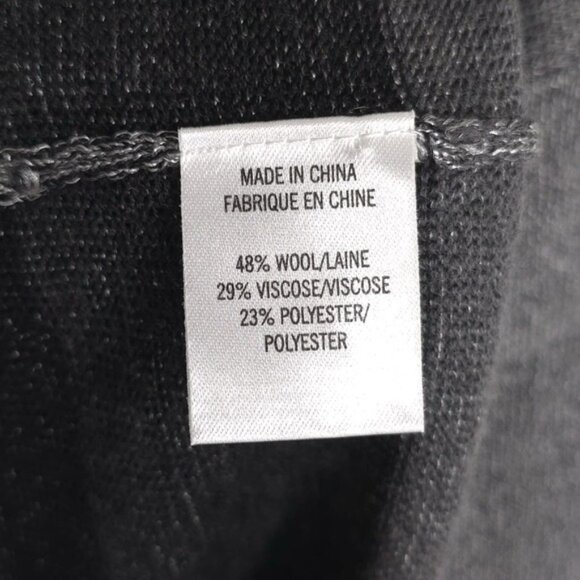 MADE IN CHINA
FABRIQUE EN CHINE
48% WOOL/LAINE
29% VISCOSE/VISCOSE
23% POLYESTER/
POLYESTER